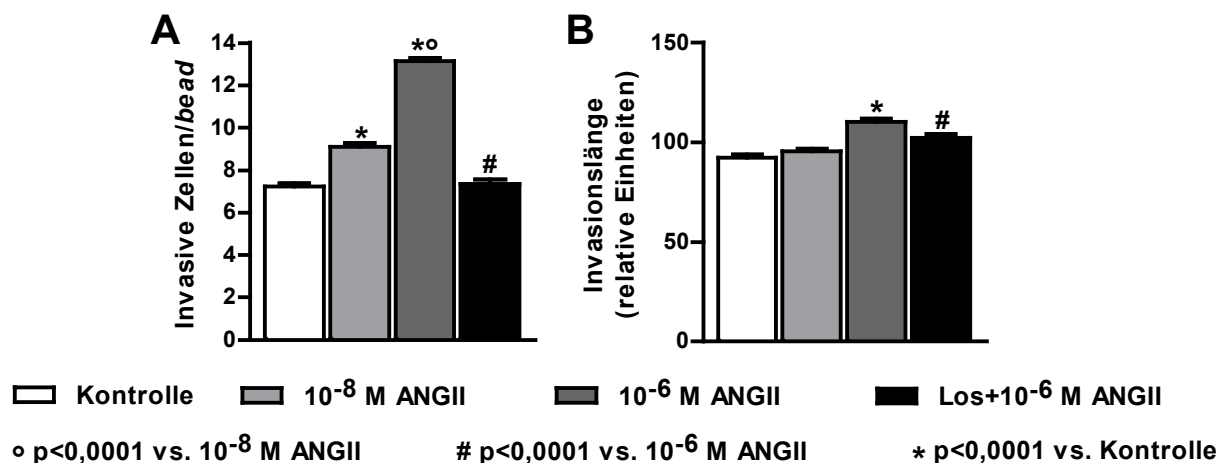 A
Invasive Zellen/bead
14
12
10
8
6
4
2
0
*
*°
#
B
Invasionslänge
(relative Einheiten)
150
100
50
0
*
#
Kontrolle
10⁻⁸ M ANGII
10⁻⁶ M ANGII
Los+10⁻⁶ M ANGII
° p<0,0001 vs. 10⁻⁸ M ANGII
# p<0,0001 vs. 10⁻⁶ M ANGII
* p<0,0001 vs. Kontrolle